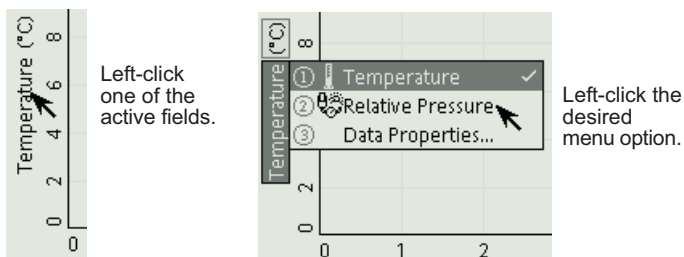 Temperature (°C)
8
6
4
2
0
0
Left-click
one of the
active fields.
Temperature (°C)
8
① Temperature ✓
② Relative Pressure
③ Data Properties...
2
0
0 1 2
Left-click the
desired
menu option.